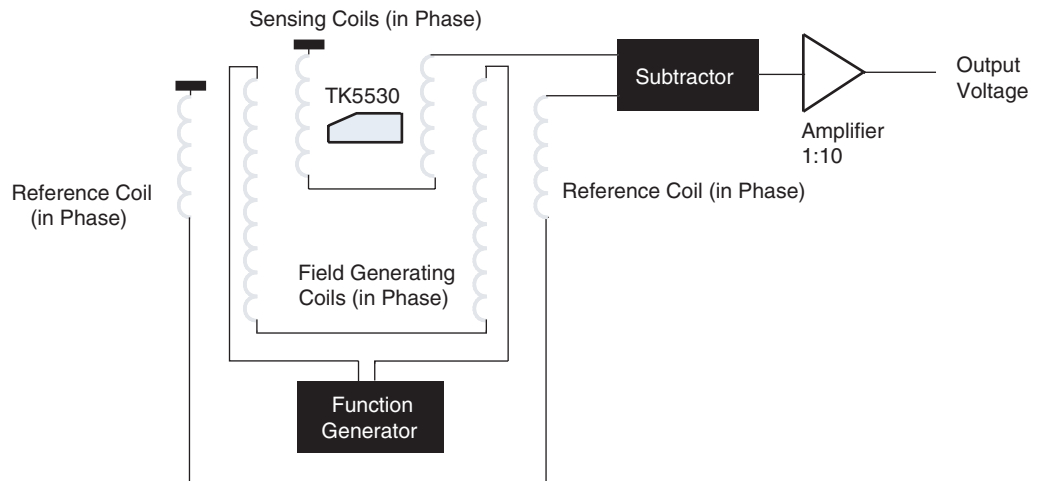 Sensing Coils (in Phase)
Subtractor
Output
Voltage
TK5530
Amplifier
1:10
Reference Coil
(in Phase)
Reference Coil (in Phase)
Field Generating
Coils (in Phase)
Function
Generator